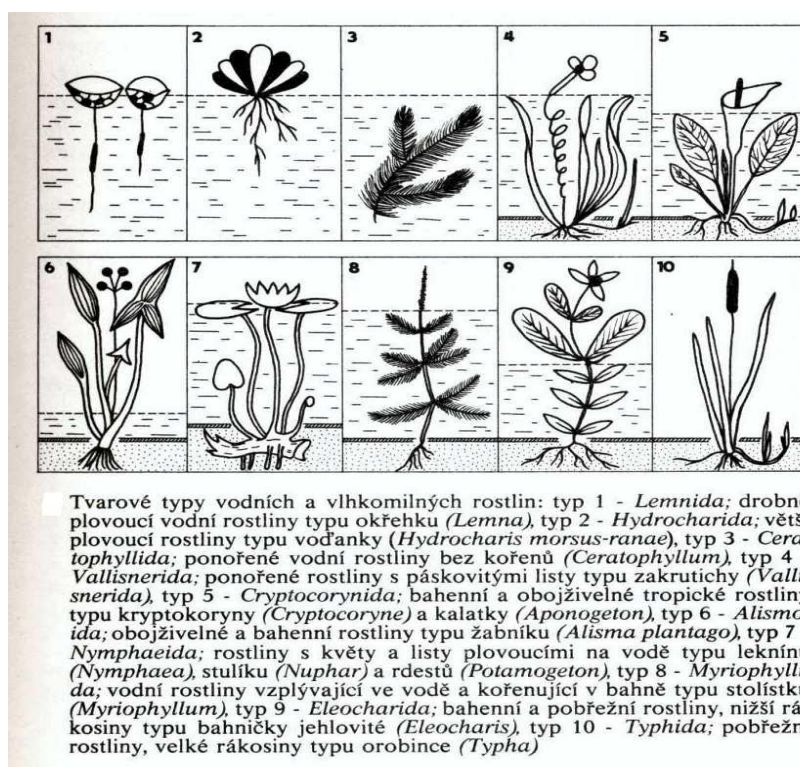 1 2 3 4 5
6 7 8 9 10
Tvarové typy vodních a vlhkomilných rostlin: typ 1 - Lemnida; drobn
plovoucí vodní rostliny typu okřehku (Lemna), typ 2 - Hydrocharida; vět
plovoucí rostliny typu voďanky (Hydrocharis morsus-ranae), typ 3 - Cera
tophyllida; ponořené vodní rostliny bez kořenů (Ceratophyllum), typ 4
Vallisnerida; ponořené rostliny s páskovitými listy typu zakrutichy (Vall
snerida), typ 5 - Cryptocorynida; bahenní a obojživelné tropické rostlin
typu kryptokoryny (Cryptocoryne) a kalatky (Aponogeton), typ 6 - Alismo
ida; obojživelné a bahenní rostliny typu žabníku (Alisma plantago), typ 7
Nymphaeida; rostliny s květy a listy plovoucími na vodě typu leknín
(Nymphaea), stulíku (Nuphar) a rdestů (Potamogeton), typ 8 - Myriophyll
da; vodní rostliny vzplývající ve vodě a kořenující v bahně typu stolístk
(Myriophyllum), typ 9 - Eleocharida; bahenní a pobřežní rostliny, nižší rá
kosiny typu bahničky jehlovité (Eleocharis), typ 10 - Typhida; pobřežn
rostliny, velké rákosiny typu orobince (Typha)